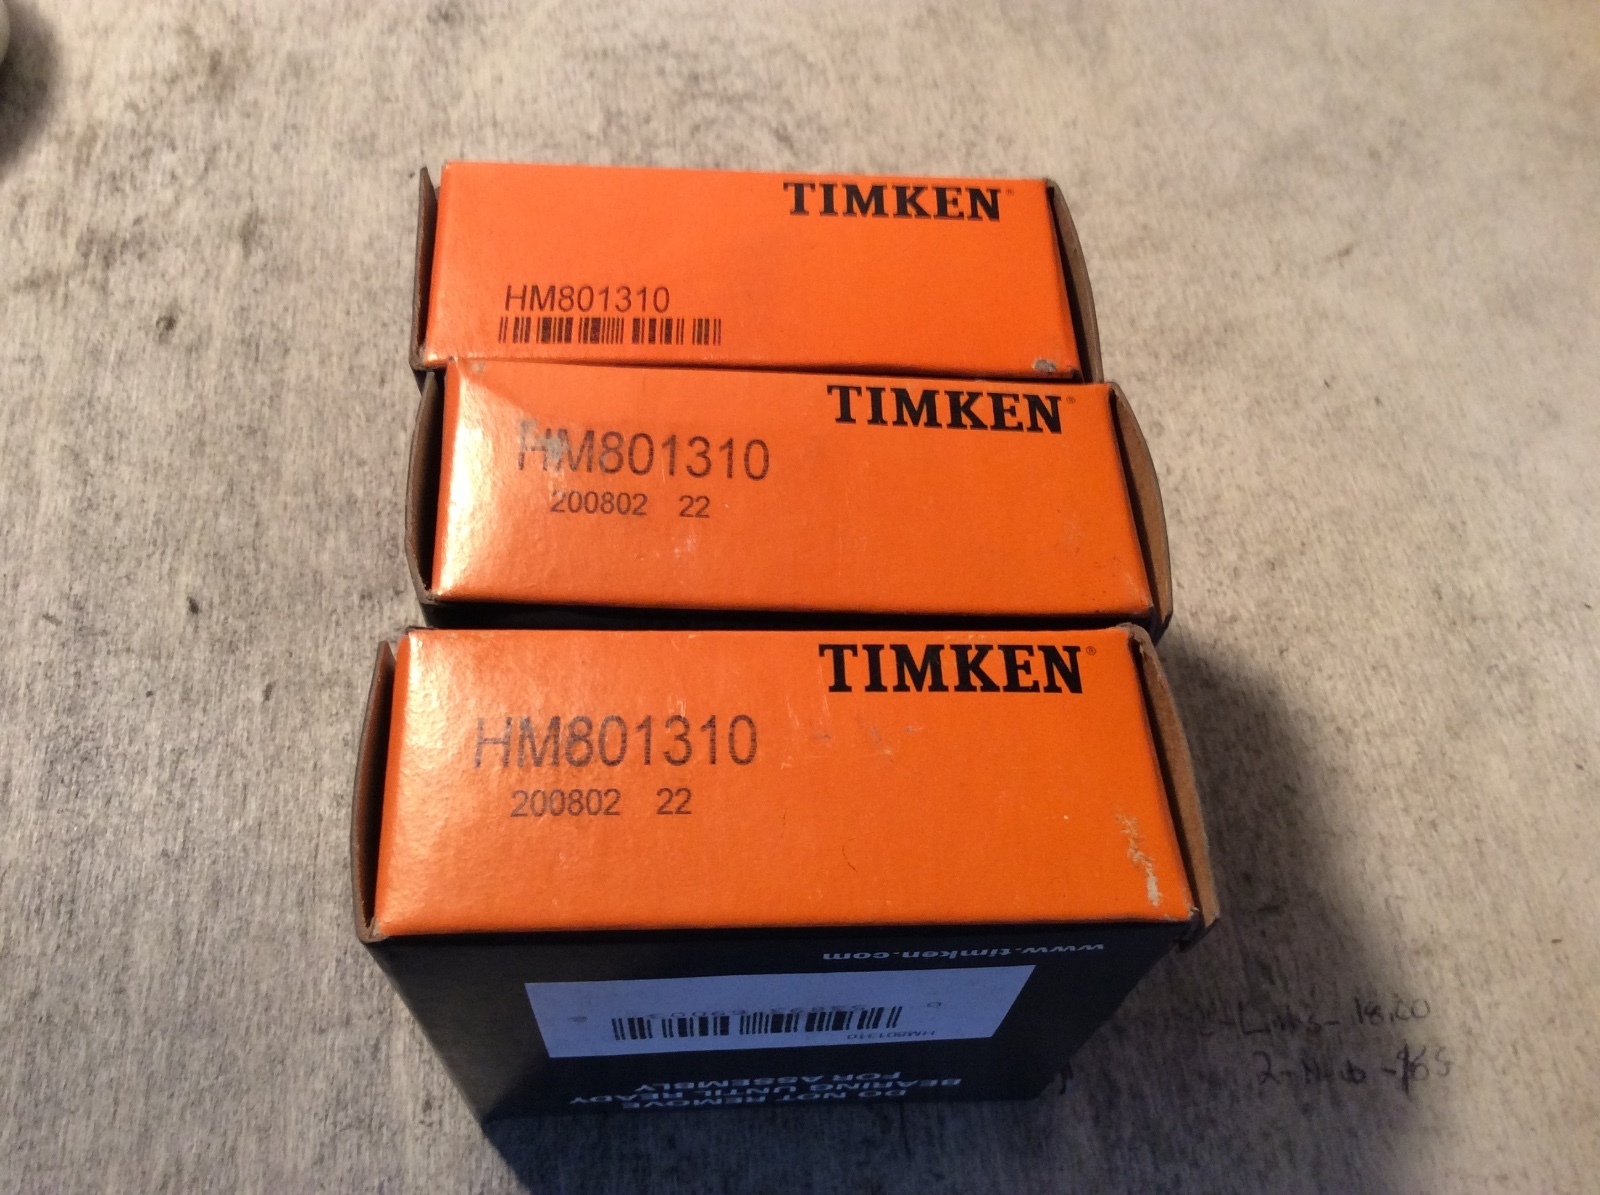 TIMKEN®
HM801310
TIMKEN®
HM801310
200802 22
TIMKEN®
HM801310
200802 22
www.timken.com
HM801310
DO NOT REMOVE
BEARING UNTIL READY
FOR ASSEMBLY